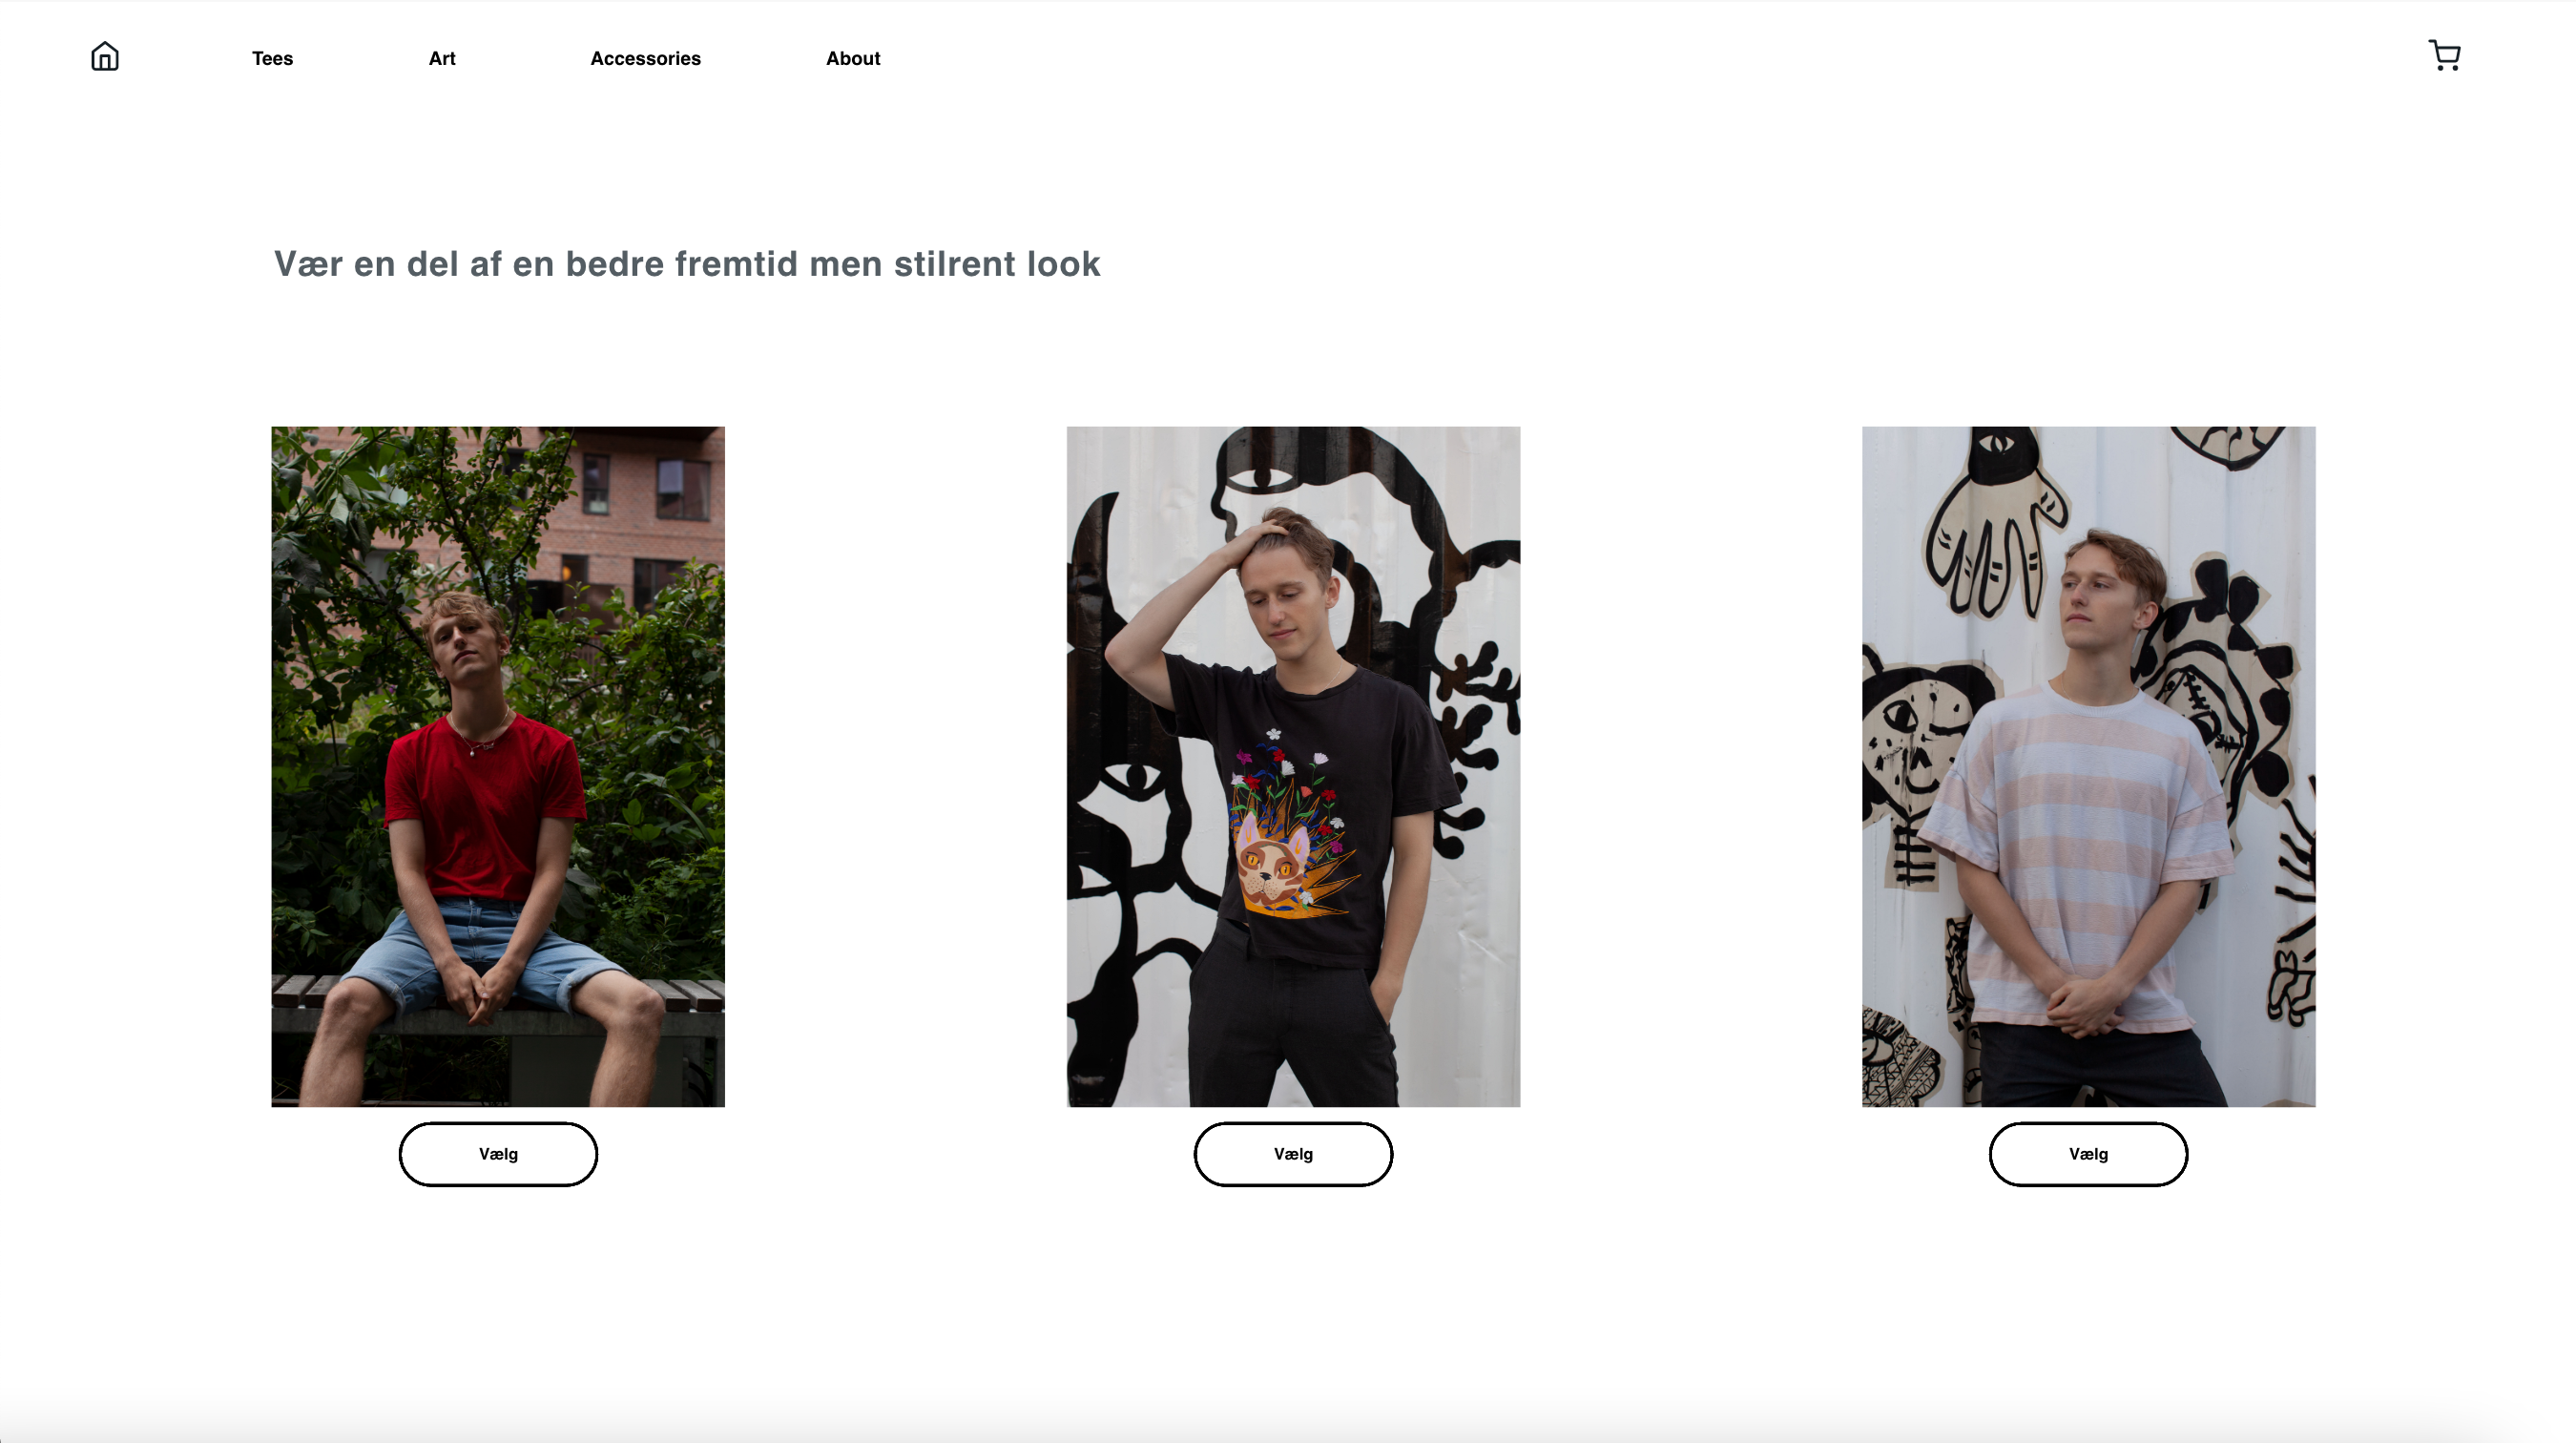 Tees Art Accessories About
Vær en del af en bedre fremtid men stilrent look
Vælg Vælg Vælg